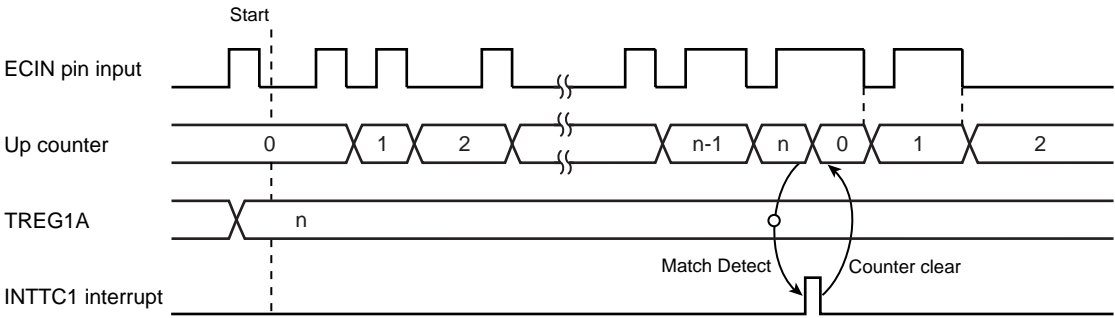 Start
ECIN pin input
Up counter 0 1 2 n-1 n 0 1 2
TREG1A n
Match Detect Counter clear
INTTC1 interrupt